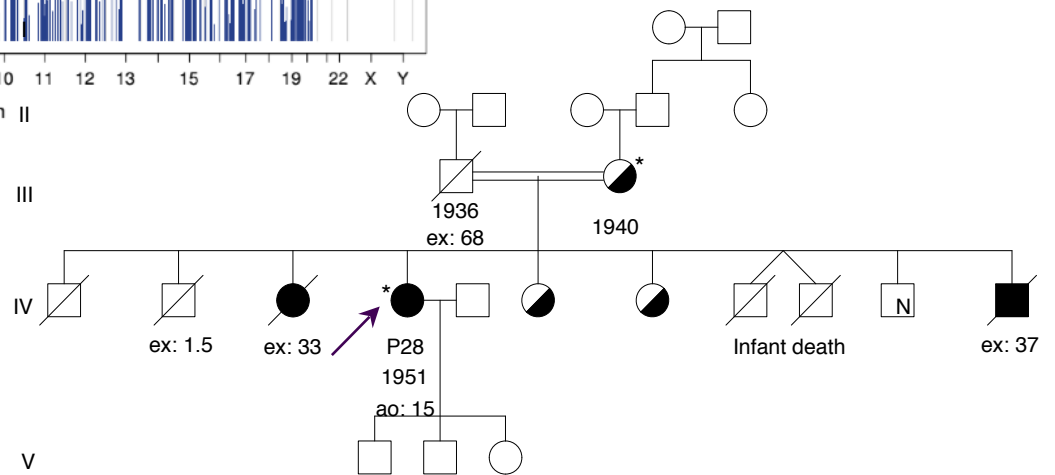 11 12 13 15 17 19 22 X Y
II
*
III
1936
ex: 68
1940
IV
*
N
ex: 1.5
ex: 33
P28
Infant death
ex: 37
1951
ao: 15
V